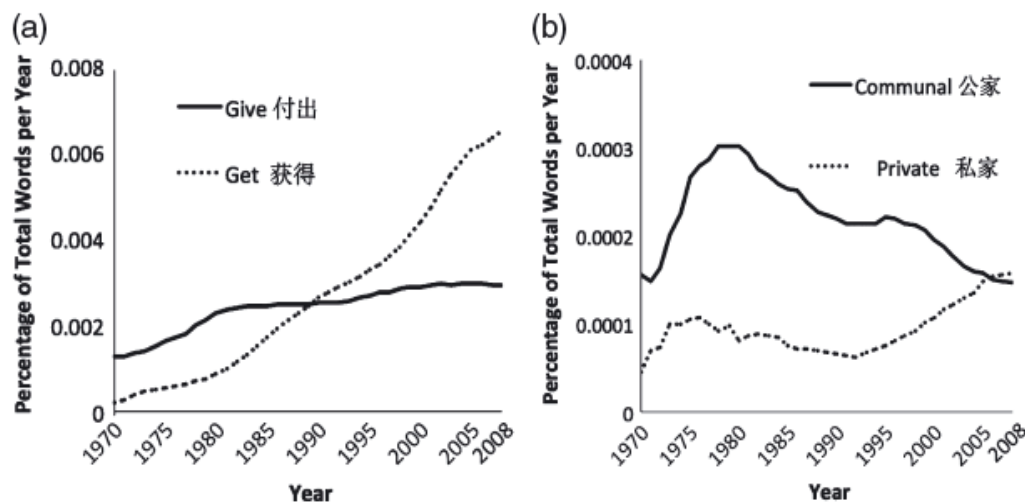 (a)
Percentage of Total Words per Year
0.008
0.006
0.004
0.002
0
Give 付出
Get 获得
1970
1975
1980
1985
1990
1995
2000
2005
2008
Year
(b)
Percentage of Total Words per Year
0.0004
0.0003
0.0002
0.0001
0
Communal 公家
Private 私家
1970
1975
1980
1985
1990
1995
2000
2005
2008
Year